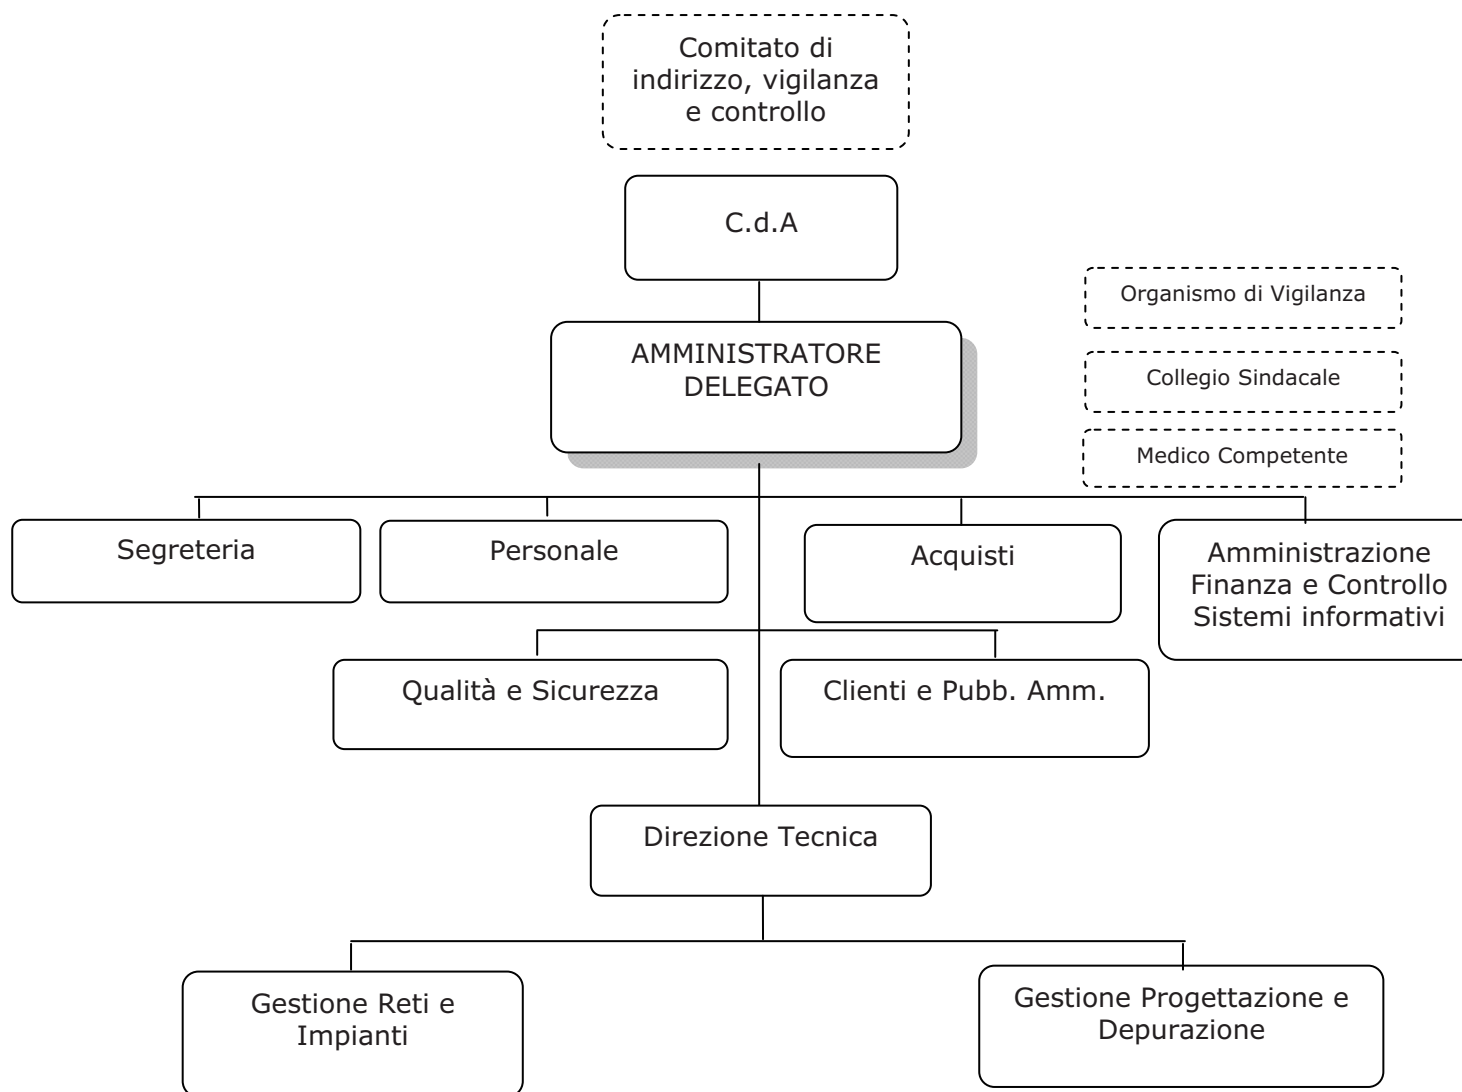 Comitato di
indirizzo, vigilanza
e controllo
C.d.A
Organismo di Vigilanza
AMMINISTRATORE
DELEGATO
Collegio Sindacale
Medico Competente
Segreteria
Personale
Acquisti
Amministrazione
Finanza e Controllo
Sistemi informativi
Qualità e Sicurezza
Clienti e Pubb. Amm.
Direzione Tecnica
Gestione Reti e
Impianti
Gestione Progettazione e
Depurazione